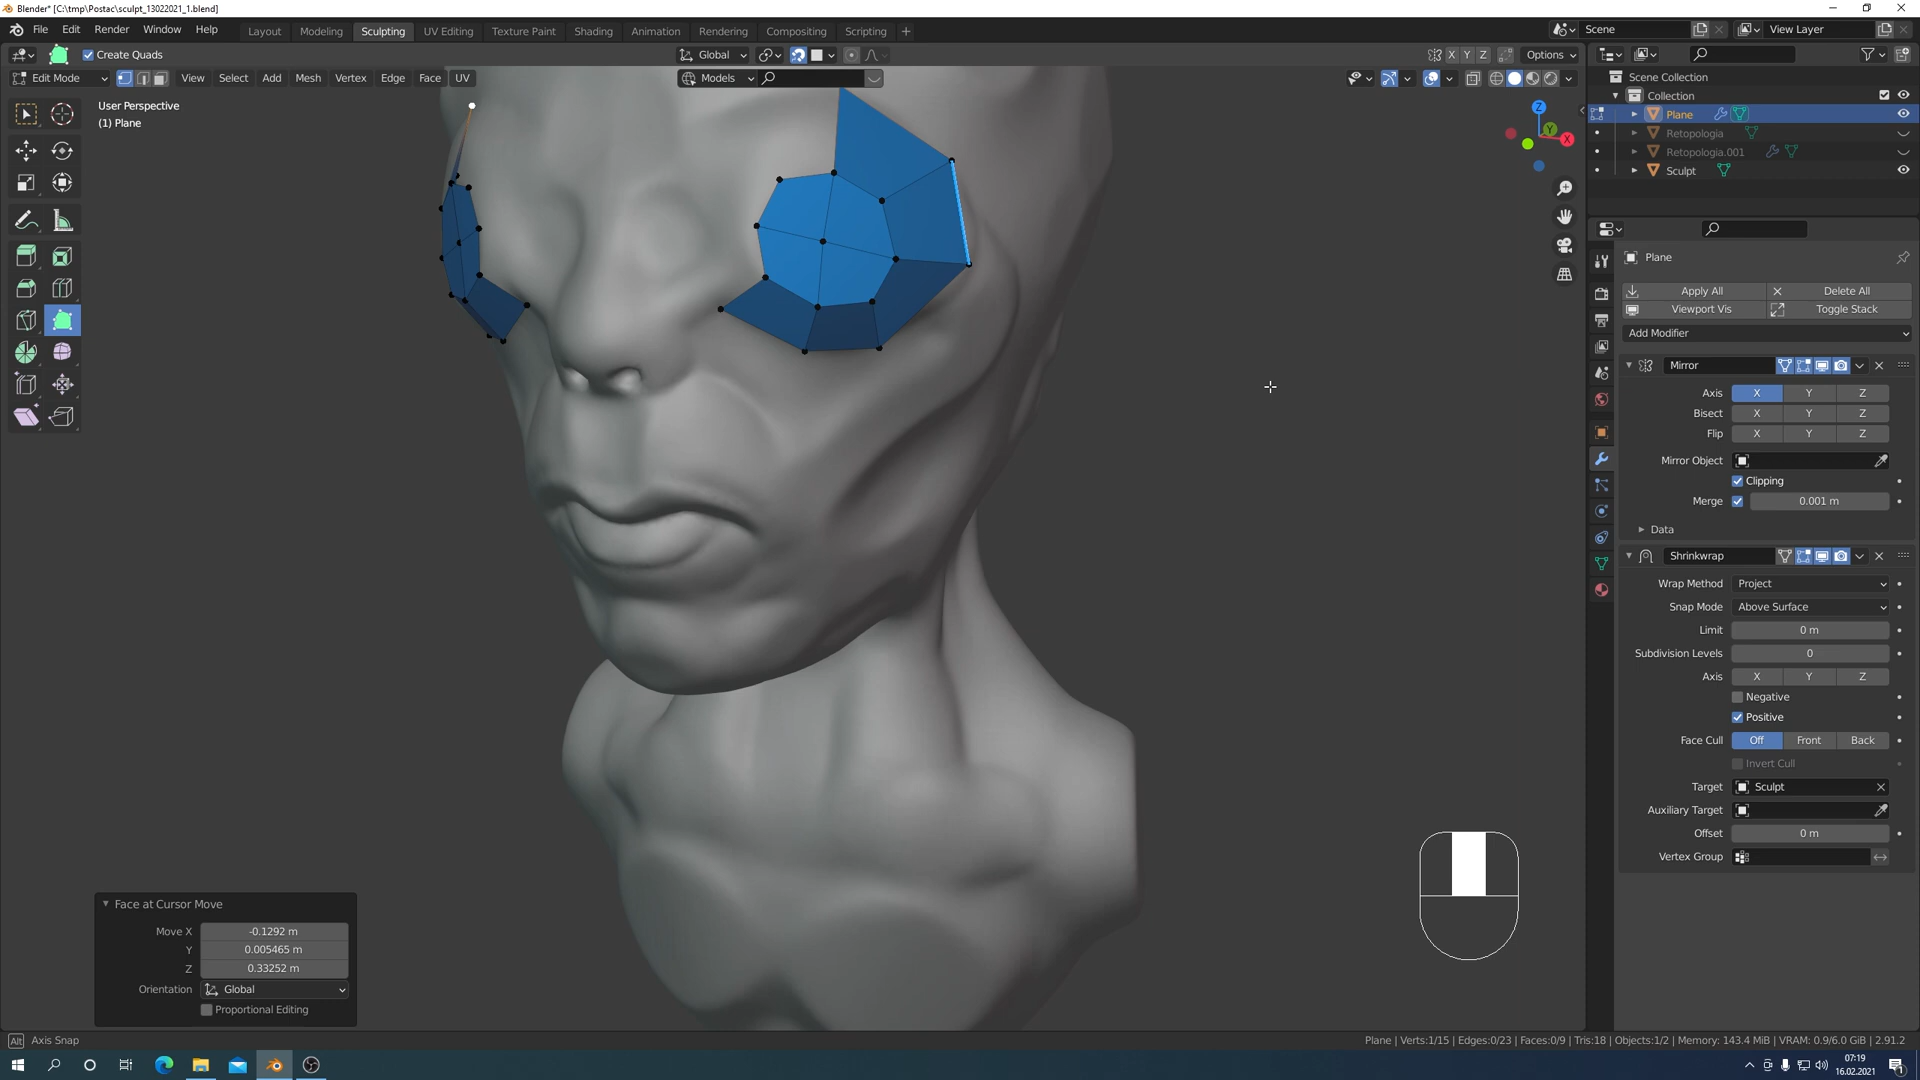 Blender* [C:\tmp\Postac\sculpt_13022021_1.blend]
File Edit Render Window Help
Layout Modeling Sculpting UV Editing Texture Paint Shading Animation Rendering Compositing Scripting +
Scene
View Layer
Create Quads
Global
X Y Z
Options
Edit Mode
View Select Add Mesh Vertex Edge Face UV
Models
User Perspective
(1) Plane
Z
Y
X
Scene Collection
Collection
Plane
Retopologia
Retopologia.001
Sculpt
Plane
Apply All
Delete All
Viewport Vis
Toggle Stack
Add Modifier
Mirror
Axis X Y Z
Bisect X Y Z
Flip X Y Z
Mirror Object
Clipping
Merge 0.001 m
Data
Shrinkwrap
Wrap Method Project
Snap Mode Above Surface
Limit 0 m
Subdivision Levels 0
Axis X Y Z
Negative
Positive
Face Cull Off Front Back
Invert Cull
Target Sculpt
Auxiliary Target
Offset 0 m
Vertex Group
Face at Cursor Move
Move X -0.1292 m
Y 0.005465 m
Z 0.33252 m
Orientation Global
Proportional Editing
Alt Axis Snap
Plane | Verts:1/15 | Edges:0/23 | Faces:0/9 | Tris:18 | Objects:1/2 | Memory: 143.4 MiB | VRAM: 0.9/6.0 GiB | 2.91.2
07:19
16.02.2021